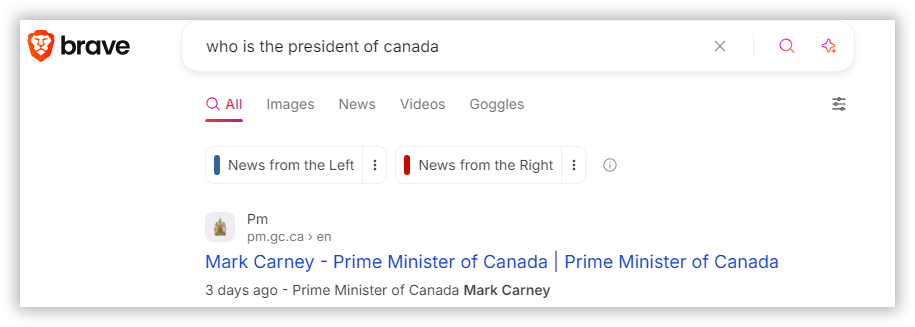 brave
who is the president of canada
All Images News Videos Goggles
News from the Left News from the Right
Pm
pm.gc.ca › en
Mark Carney - Prime Minister of Canada | Prime Minister of Canada
3 days ago - Prime Minister of Canada Mark Carney